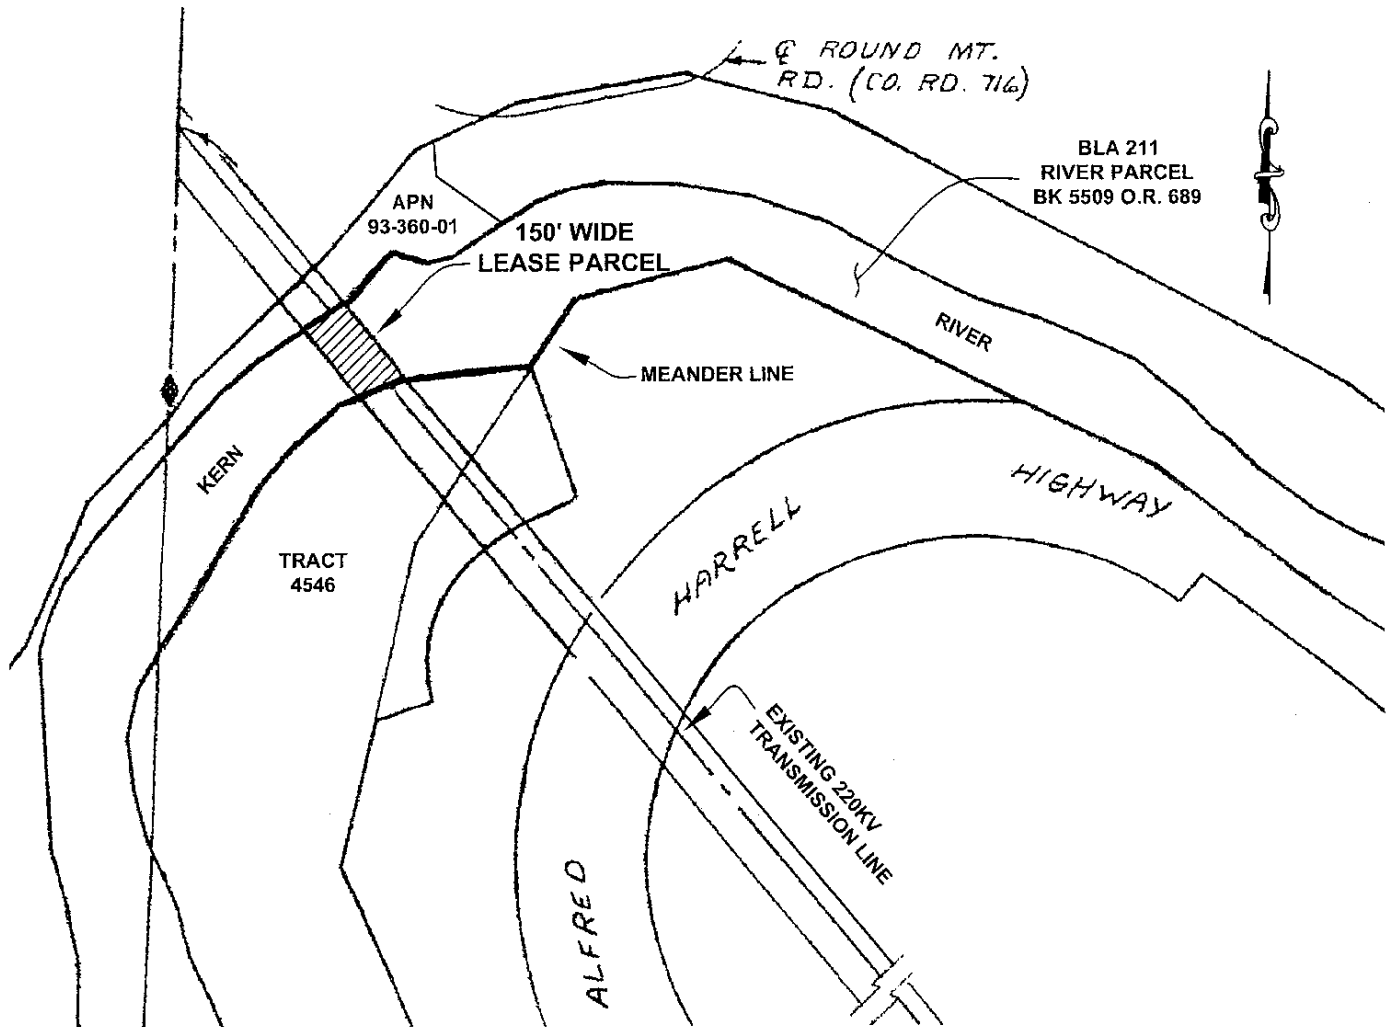 ℄ ROUND MT.
RD. (CO. RD. 716)
BLA 211
RIVER PARCEL
BK 5509 O.R. 689
APN
93-360-01
150' WIDE
LEASE PARCEL
RIVER
MEANDER LINE
KERN
HIGHWAY
HARRELL
TRACT
4546
EXISTING 220KV
TRANSMISSION LINE
ALFRED